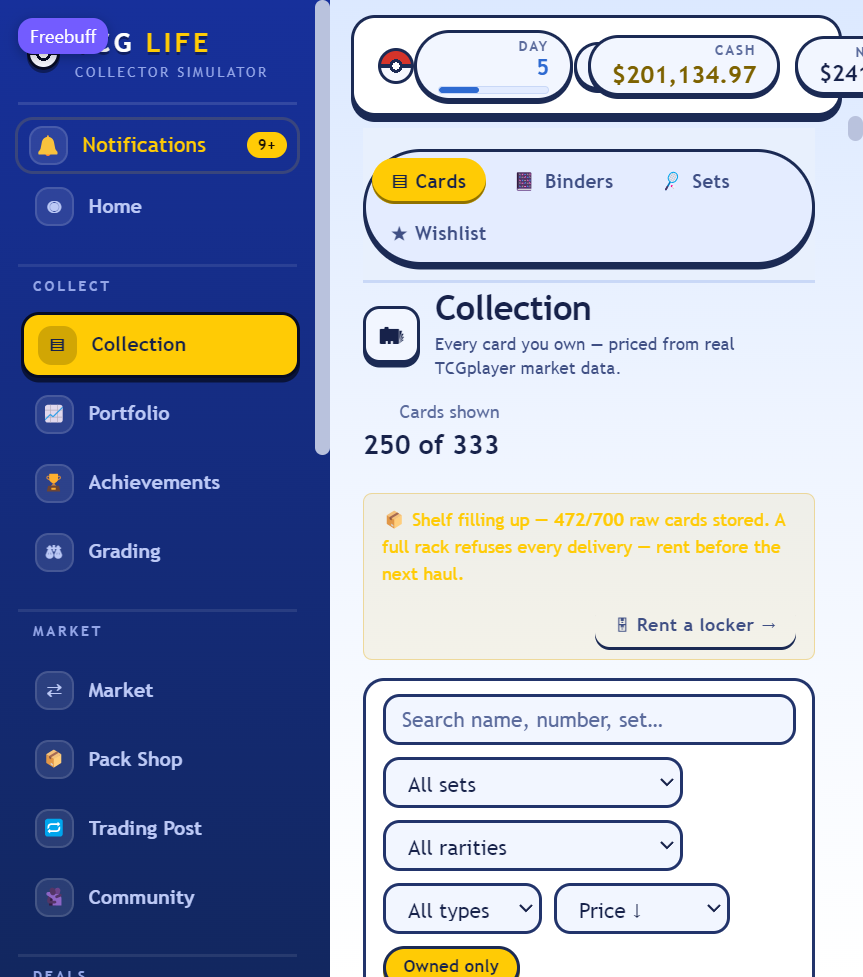 Freebuff
CG LIFE
COLLECTOR SIMULATOR
Notifications
9+
Home
COLLECT
Collection
Portfolio
Achievements
Grading
MARKET
Market
Pack Shop
Trading Post
Community
DEALS
DAY
5
CASH
$201,134.97
N
$241
Cards
Binders
Sets
Wishlist
Collection
Every card you own — priced from real
TCGplayer market data.
Cards shown
250 of 333
Shelf filling up — 472/700 raw cards stored. A
full rack refuses every delivery — rent before the
next haul.
Rent a locker →
Search name, number, set...
All sets
All rarities
All types
Price ↓
Owned only